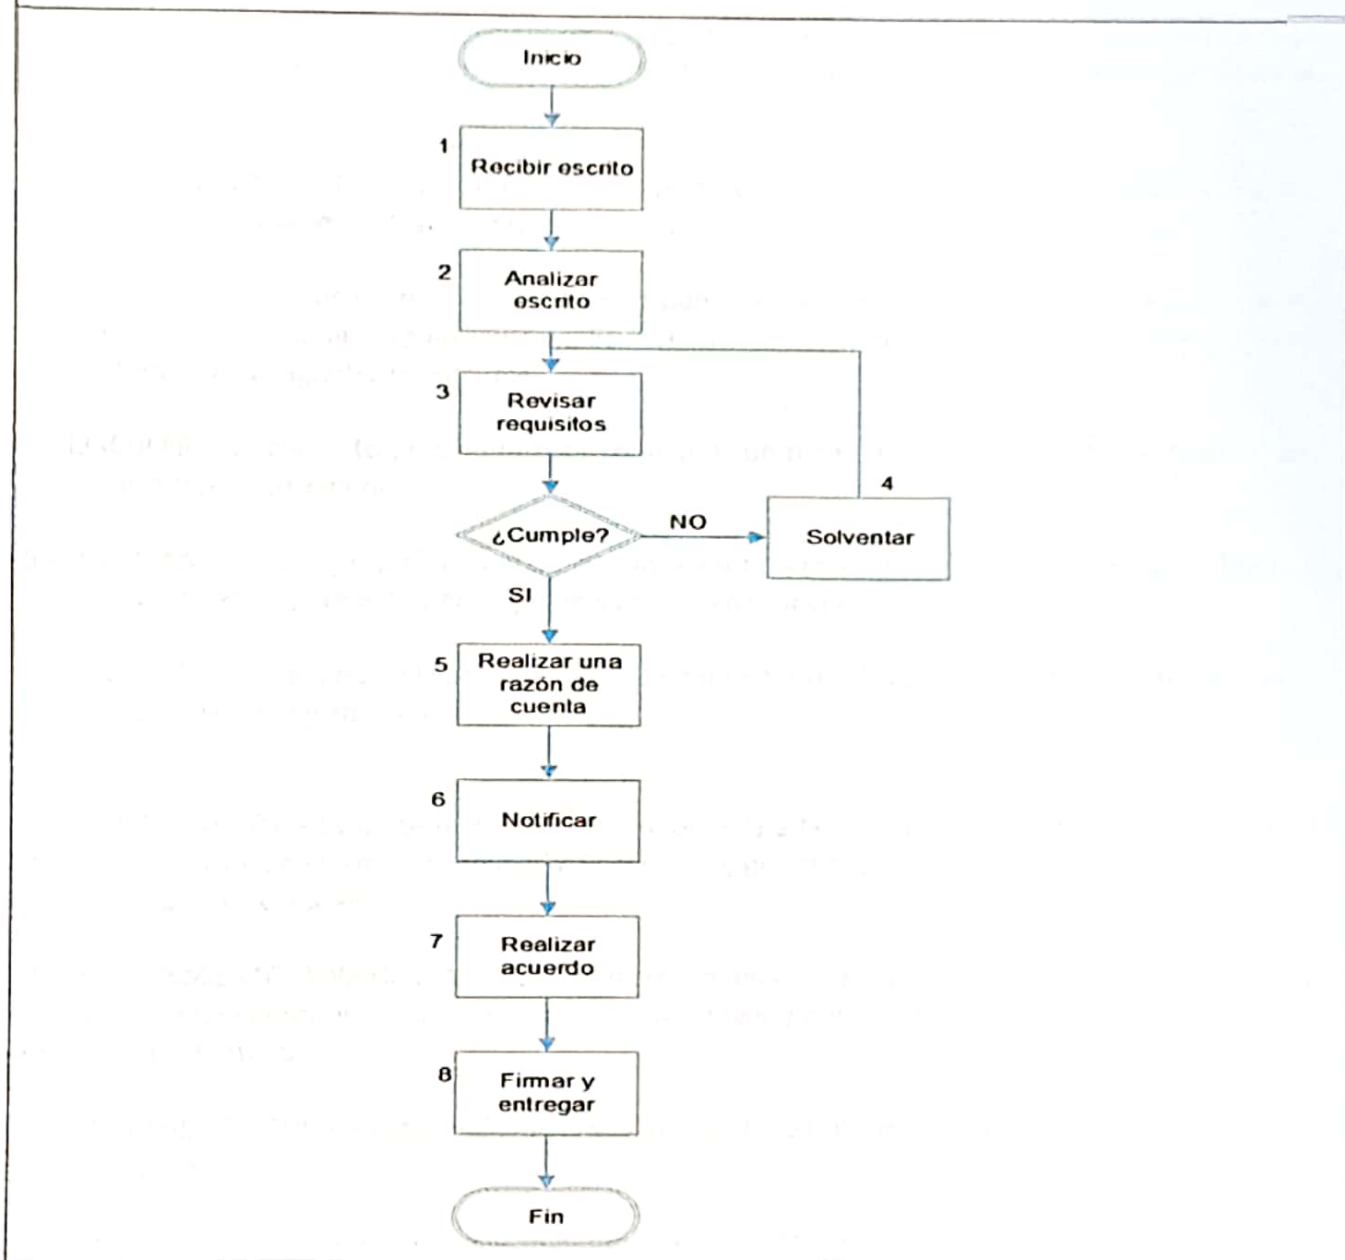 Inicio
1
Recibir escrito
2
Analizar
escrito
3
Revisar
requisitos
4
¿Cumple?
NO
Solventar
SI
5
Realizar una
razón de
cuenta
6
Notificar
7
Realizar
acuerdo
8
Firmar y
entregar
Fin